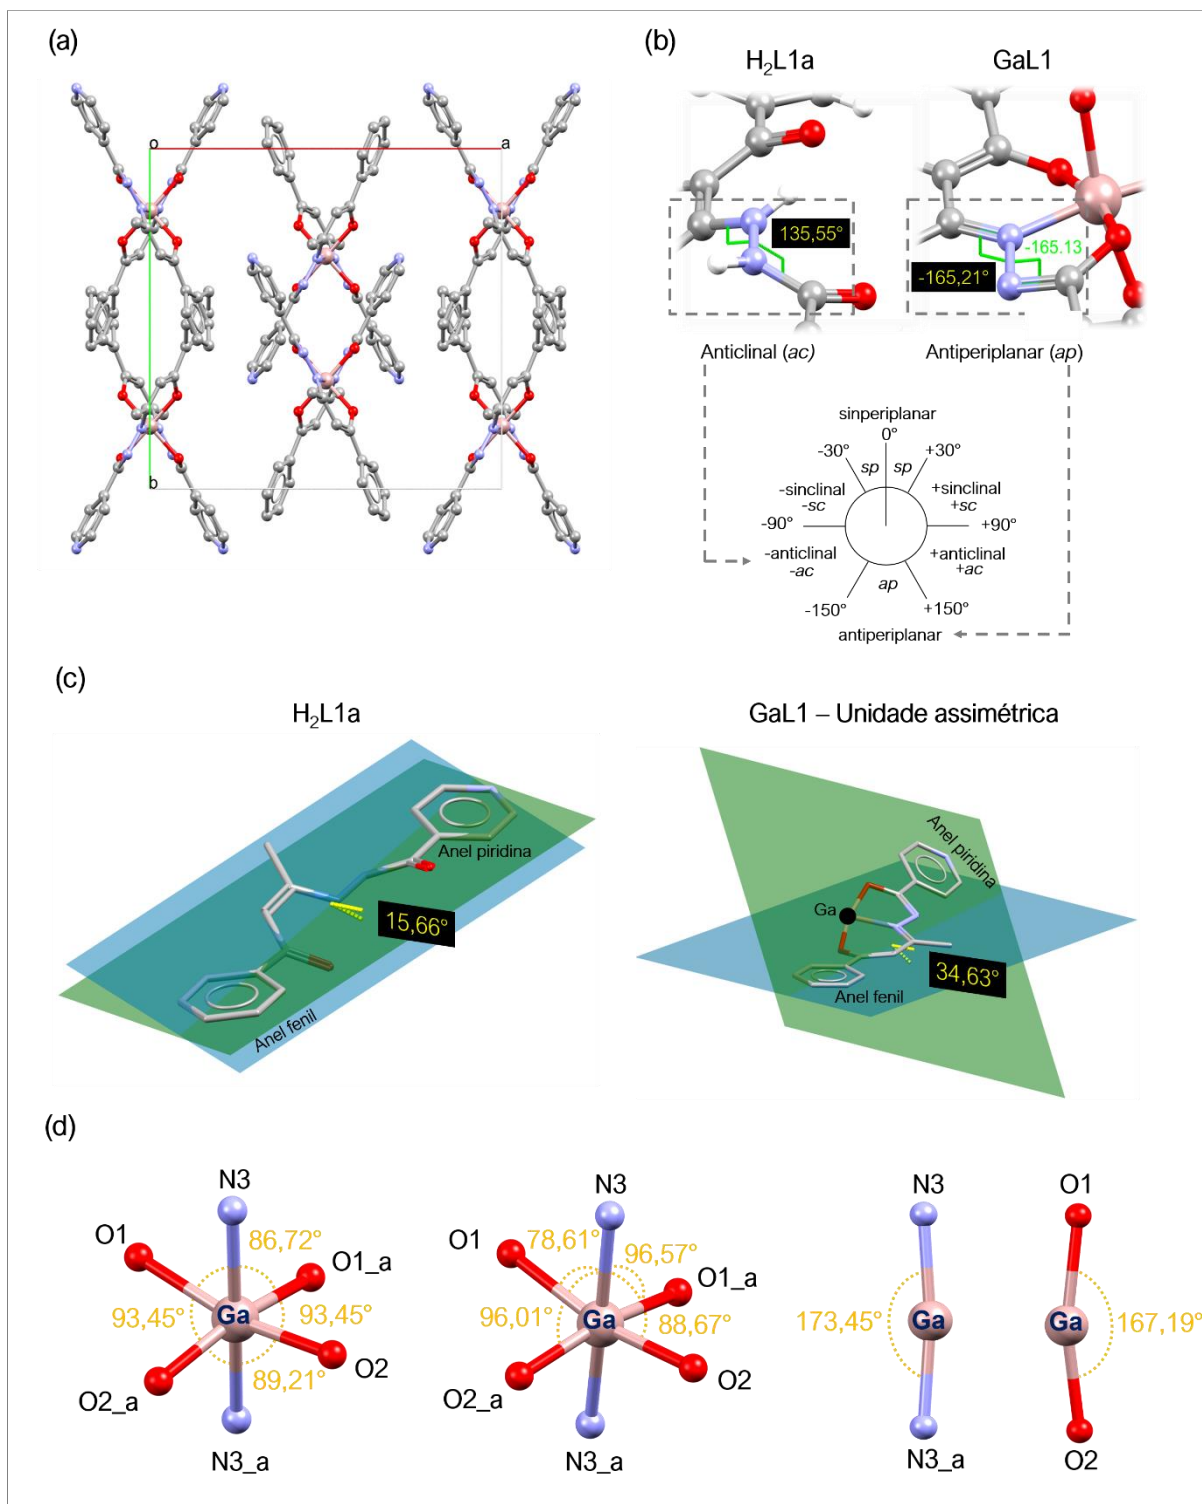 (a)
o
a
b
(b)
H₂L1a
GaL1
135,55°
-165.13
-165,21°
Anticlinal (ac)
Antiperiplanar (ap)
sinperiplanar
0°
-30°
+30°
sp
sp
-sinclinal
-sc
+sinclinal
+sc
-90°
+90°
-anticlinal
-ac
+anticlinal
+ac
ap
-150°
+150°
antiperiplanar
(c)
H₂L1a
GaL1 – Unidade assimétrica
Anel piridina
15,66°
Anel fenil
Anel piridina
Ga
34,63°
Anel fenil
(d)
N3
O1
86,72°
O1_a
93,45°
Ga
93,45°
O2
89,21°
O2_a
N3_a
N3
O1
78,61°
96,57°
O1_a
96,01°
Ga
88,67°
O2_a
O2
N3_a
N3
173,45°
Ga
N3_a
O1
Ga
167,19°
O2